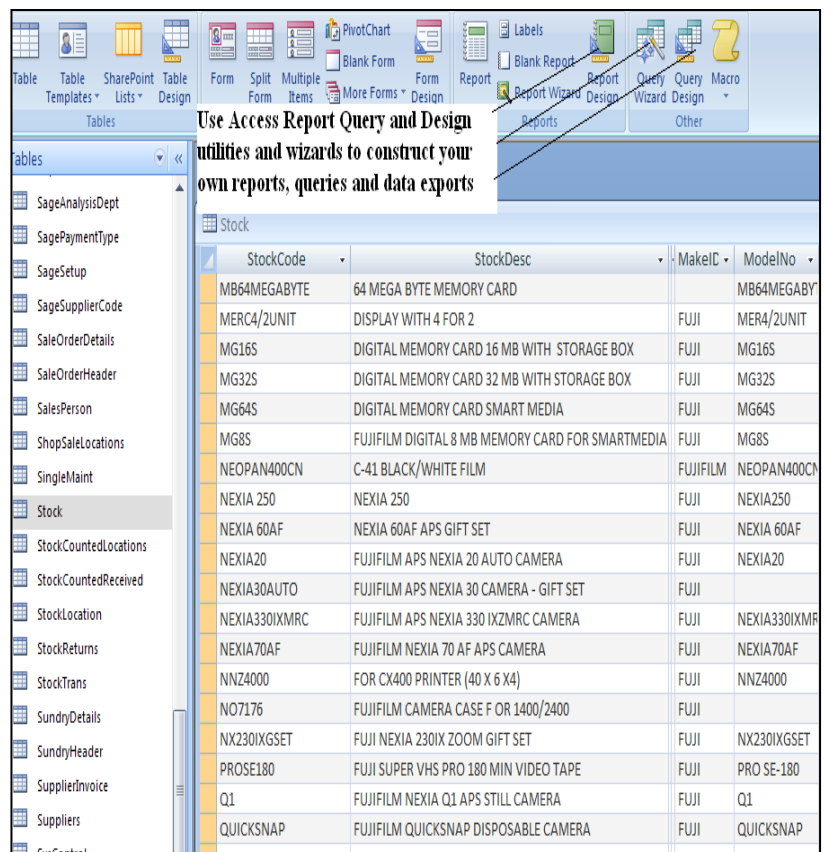 PivotChart
Labels
Blank Form
Blank Report
Table
Table Templates
SharePoint Lists
Table Design
Form
Split Form
Multiple Items
More Forms
Form Design
Report
Report Wizard
Report Design
Query Wizard
Query Design
Macro
Tables
Reports
Other
Use Access Report Query and Design
utilities and wizards to construct your
own reports, queries and data exports
Tables «
SageAnalysisDept
SagePaymentType
SageSetup
SageSupplierCode
SaleOrderDetails
SaleOrderHeader
SalesPerson
ShopSaleLocations
SingleMaint
Stock
StockCountedLocations
StockCountedReceived
StockLocation
StockReturns
StockTrans
SundryDetails
SundryHeader
SupplierInvoice
Suppliers
Stock
StockCode StockDesc MakeID ModelNo
MB64MEGABYTE 64 MEGA BYTE MEMORY CARD MB64MEGABY
MERC4/2UNIT DISPLAY WITH 4 FOR 2 FUJI MER4/2UNIT
MG16S DIGITAL MEMORY CARD 16 MB WITH STORAGE BOX FUJI MG16S
MG32S DIGITAL MEMORY CARD 32 MB WITH STORAGE BOX FUJI MG32S
MG64S DIGITAL MEMORY CARD SMART MEDIA FUJI MG64S
MG8S FUJIFILM DIGITAL 8 MB MEMORY CARD FOR SMARTMEDIA FUJI MG8S
NEOPAN400CN C-41 BLACK/WHITE FILM FUJIFILM NEOPAN400CN
NEXIA 250 NEXIA 250 FUJI NEXIA250
NEXIA 60AF NEXIA 60AF APS GIFT SET FUJI NEXIA 60AF
NEXIA20 FUJIFILM APS NEXIA 20 AUTO CAMERA FUJI NEXIA20
NEXIA30AUTO FUJIFILM APS NEXIA 30 CAMERA - GIFT SET FUJI
NEXIA330IXMRC FUJIFILM APS NEXIA 330 IXZMRC CAMERA FUJI NEXIA330IXMR
NEXIA70AF FUJIFILM NEXIA 70 AF APS CAMERA FUJI NEXIA70AF
NNZ4000 FOR CX400 PRINTER (40 X 6 X4) FUJI NNZ4000
NO7176 FUJIFILM CAMERA CASE F OR 1400/2400 FUJI
NX230IXGSET FUJI NEXIA 230IX ZOOM GIFT SET FUJI NX230IXGSET
PROSE180 FUJI SUPER VHS PRO 180 MIN VIDEO TAPE FUJI PRO SE-180
Q1 FUJIFILM NEXIA Q1 APS STILL CAMERA FUJI Q1
QUICKSNAP FUJIFILM QUICKSNAP DISPOSABLE CAMERA FUJI QUICKSNAP